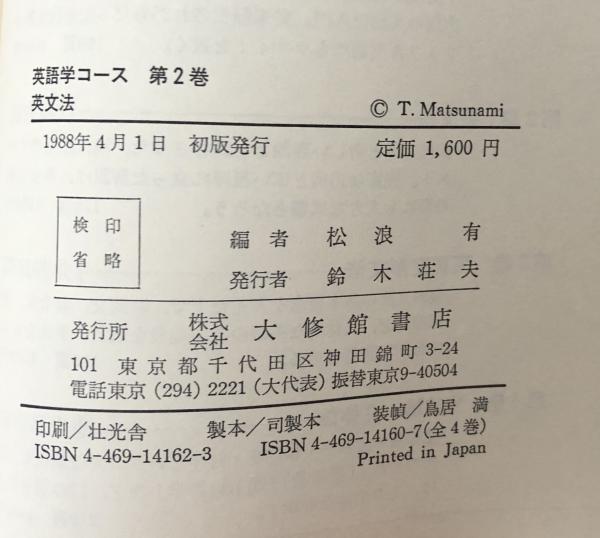 英語学コース 第2巻
英文法
© T. Matsunami
1988年4月1日 初版発行 定価 1,600 円
検印
省略
編者 松浪 有
発行者 鈴木荘夫
発行所 株式会社 大修館書店
101 東京都千代田区神田錦町 3-24
電話東京 (294) 2221 (大代表) 振替東京9-40504
印刷/壮光舎 製本/司製本 装幀/鳥居 満
ISBN 4-469-14162-3 ISBN 4-469-14160-7(全4巻)
Printed in Japan